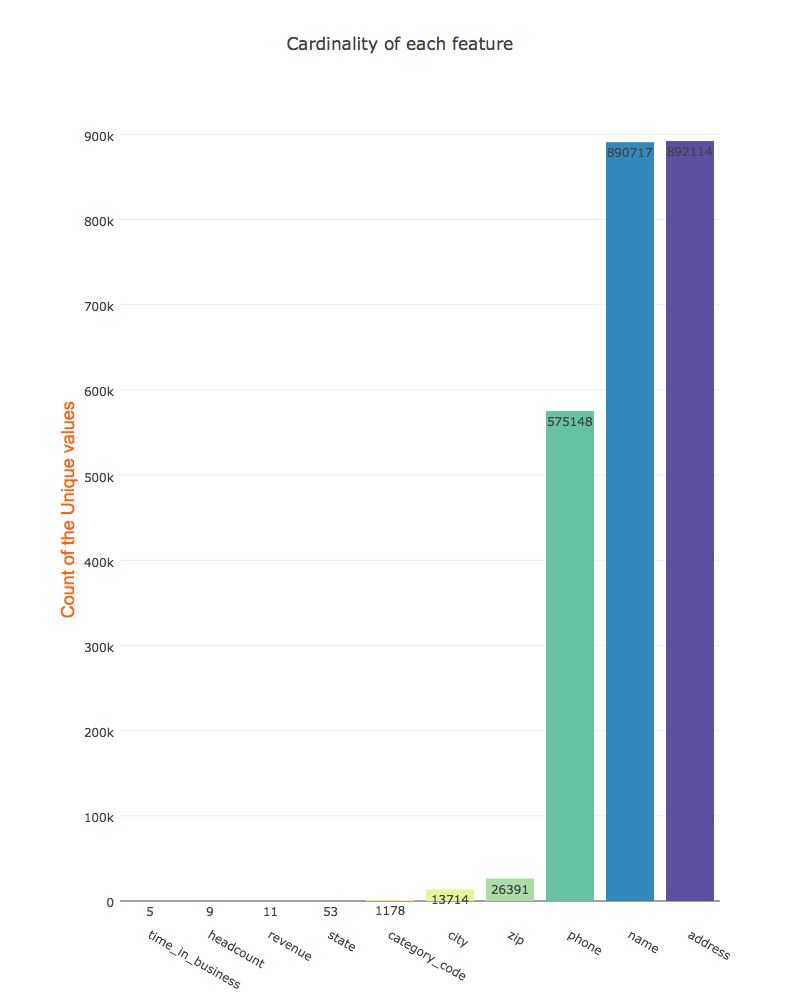 Cardinality of each feature
Count of the Unique values
900k
800k
700k
600k
500k
400k
300k
200k
100k
0
5
9
11
53
1178
13714
26391
575148
890717
892114
time_in_business
headcount
revenue
state
category_code
city
zip
phone
name
address